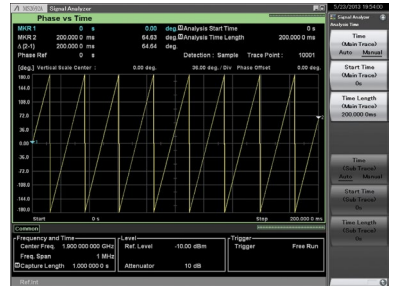 5/22/2013 19:54:00
Signal Analyzer
Phase vs Time
MKR 1 0 s 0.00 deg. Analysis Start Time 0 s
MKR 2 200.000 0 ms 64.63 deg. Analysis Time Length 200.000 0 ms
Δ (2-1) 200.000 0 ms 64.64 deg.
Phase Ref 0 s Detection : Sample Trace Point : 10001
[deg.] Vertical Scale Center : 0.00 deg. 36.00 deg. / Div Phase Offset 0.00 deg.
180.0
144.0
108.0
72.0
36.0
0.00
36.0
72.0
108.0
144.0
180.0
Start 0 s Stop 200.000 0 ms
Common
Frequency and Time
Center Freq. 1.900 000 000 GHz
Freq. Span 1 MHz
Capture Length 1.000 000 0 s
Level
Ref. Level -10.00 dBm
Attenuator 10 dB
Trigger
Trigger Free Run
Ref.Int
Signal Analyzer
Analysis Time
Time
(Main Trace)
Auto Manual
Start Time
(Main Trace)
0s
Time Length
(Main Trace)
200.000 0ms
Time
(Sub Trace)
Auto Manual
Start Time
(Sub Trace)
0s
Time Length
(Sub Trace)
0s